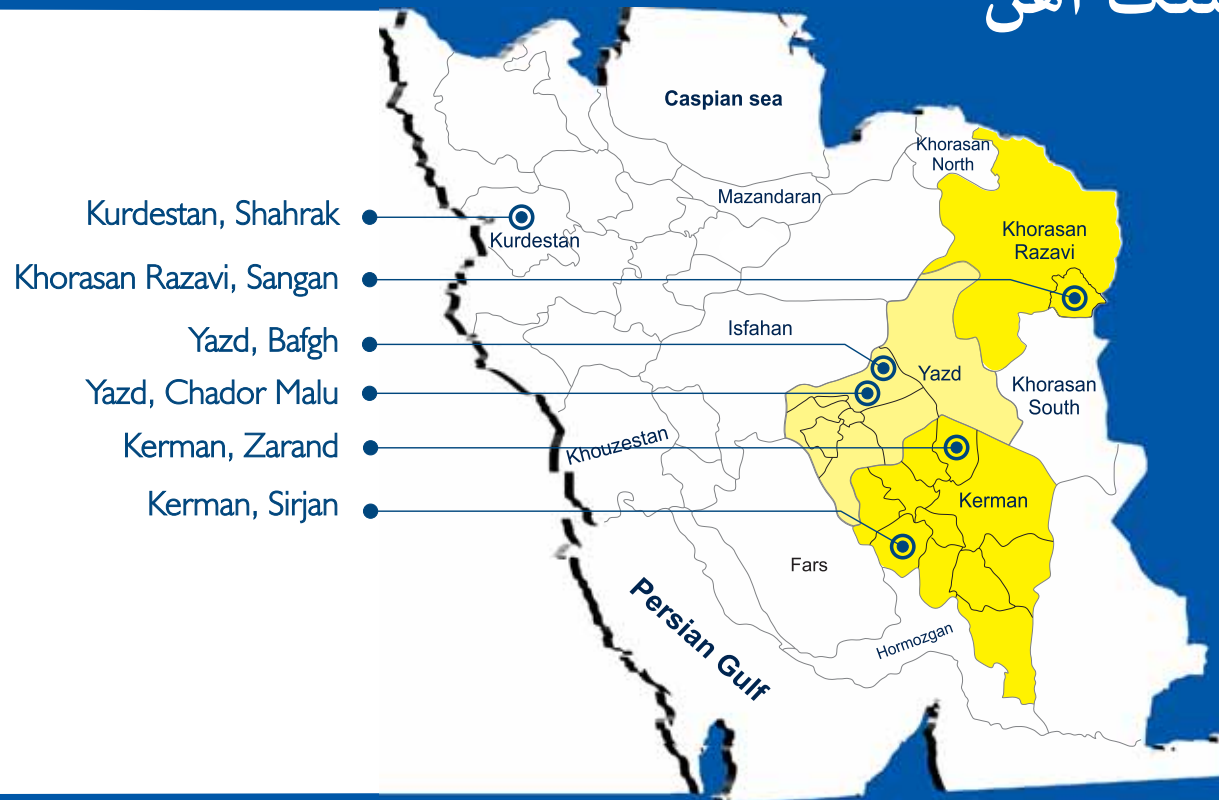 آهن
Caspian sea
Khorasan
North
Mazandaran
Kurdestan, Shahrak
Kurdestan
Khorasan
Razavi
Khorasan Razavi, Sangan
Isfahan
Yazd, Bafgh
Yazd
Yazd, Chador Malu
Khorasan
South
Kerman, Zarand
Khouzestan
Kerman, Sirjan
Kerman
Fars
Persian Gulf
Hormozgan